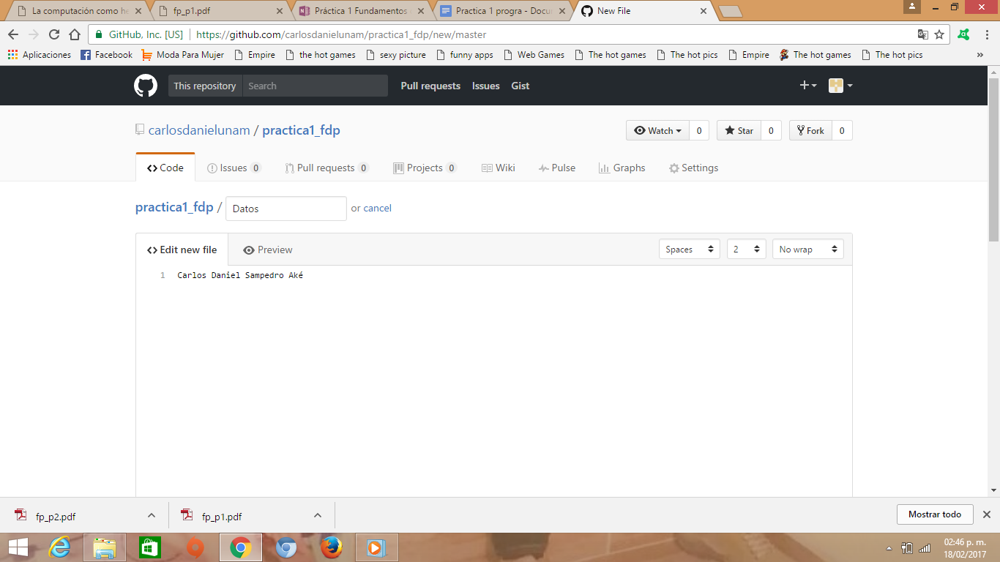 La computación como he
fp_p1.pdf
Práctica 1 Fundamentos
Practica 1 progra - Docu
New File
GitHub, Inc. [US] https://github.com/carlosdanielunam/practica1_fdp/new/master
Aplicaciones Facebook Moda Para Mujer Empire the hot games sexy picture funny apps Web Games The hot games The hot pics Empire The hot games The hot pics »
This repository Search Pull requests Issues Gist
carlosdanielunam / practica1_fdp
Watch 0 Star 0 Fork 0
Code Issues 0 Pull requests 0 Projects 0 Wiki Pulse Graphs Settings
practica1_fdp / Datos or cancel
Edit new file Preview Spaces 2 No wrap
1 Carlos Daniel Sampedro Aké
fp_p2.pdf fp_p1.pdf Mostrar todo
02:46 p. m.
18/02/2017